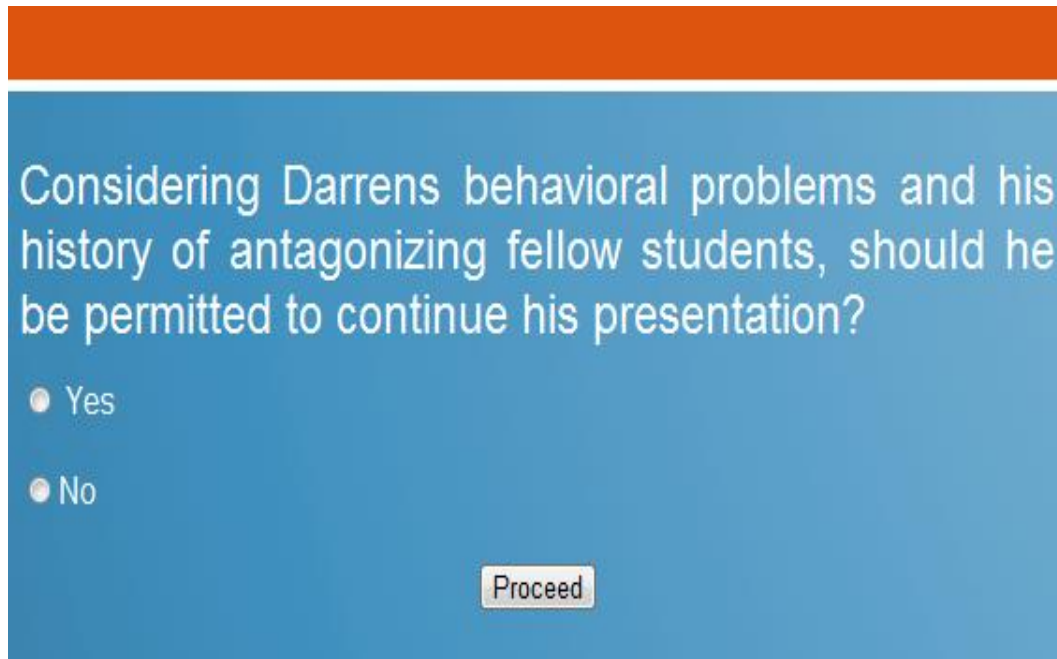 Considering Darrens behavioral problems and his
history of antagonizing fellow students, should he
be permitted to continue his presentation?
Yes
No
Proceed